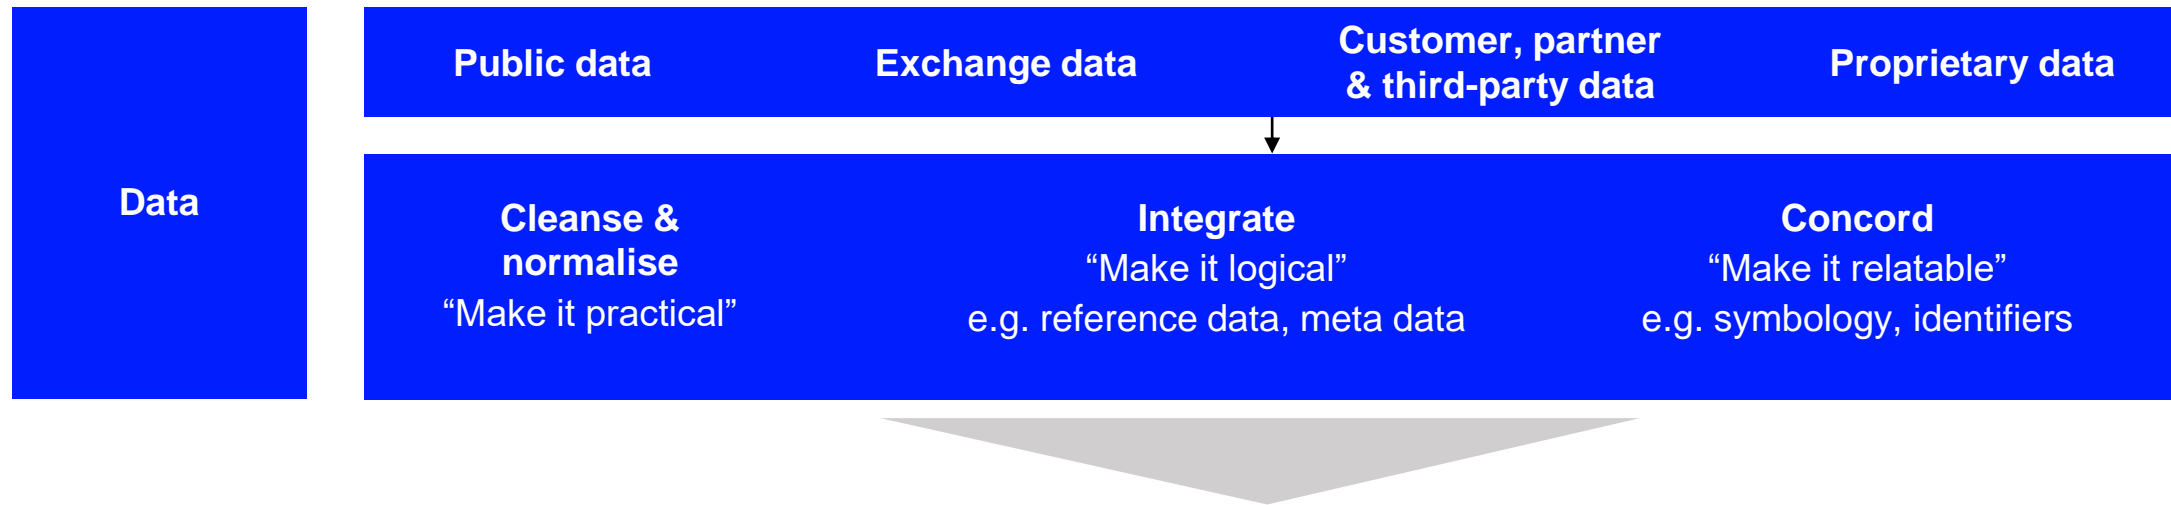 Data
Public data
Exchange data
Customer, partner
& third-party data
Proprietary data
Cleanse &
normalise
“Make it practical”
Integrate
“Make it logical”
e.g. reference data, meta data
Concord
“Make it relatable”
e.g. symbology, identifiers